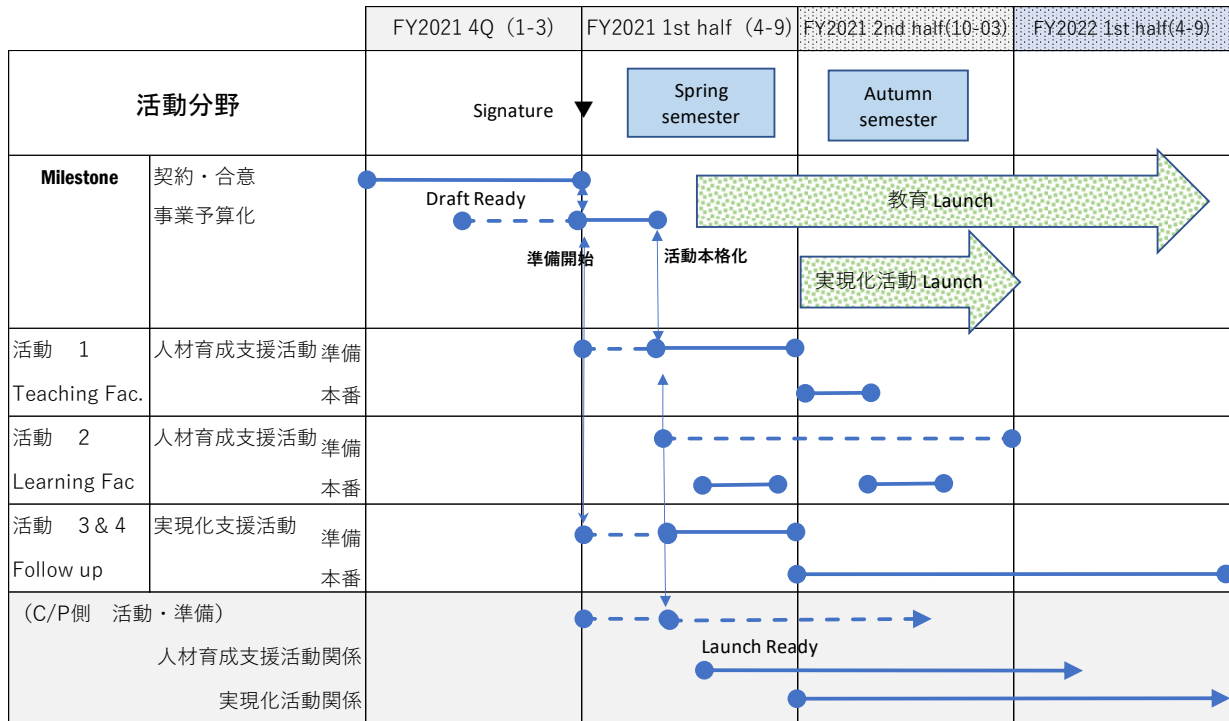 FY2021 4Q（1-3）
FY2021 1st half（4-9）
FY2021 2nd half(10-03)
FY2022 1st half(4-9)
活動分野
Signature
Spring
semester
Autumn
semester
Milestone
契約・合意
事業予算化
Draft Ready
準備開始
活動本格化
教育 Launch
実現化活動 Launch
活動　1
人材育成支援活動 準備
Teaching Fac.
本番
活動　2
人材育成支援活動 準備
Learning Fac
本番
活動　3 & 4
実現化支援活動
準備
Follow up
本番
（C/P側　活動・準備）
人材育成支援活動関係
Launch Ready
実現化活動関係